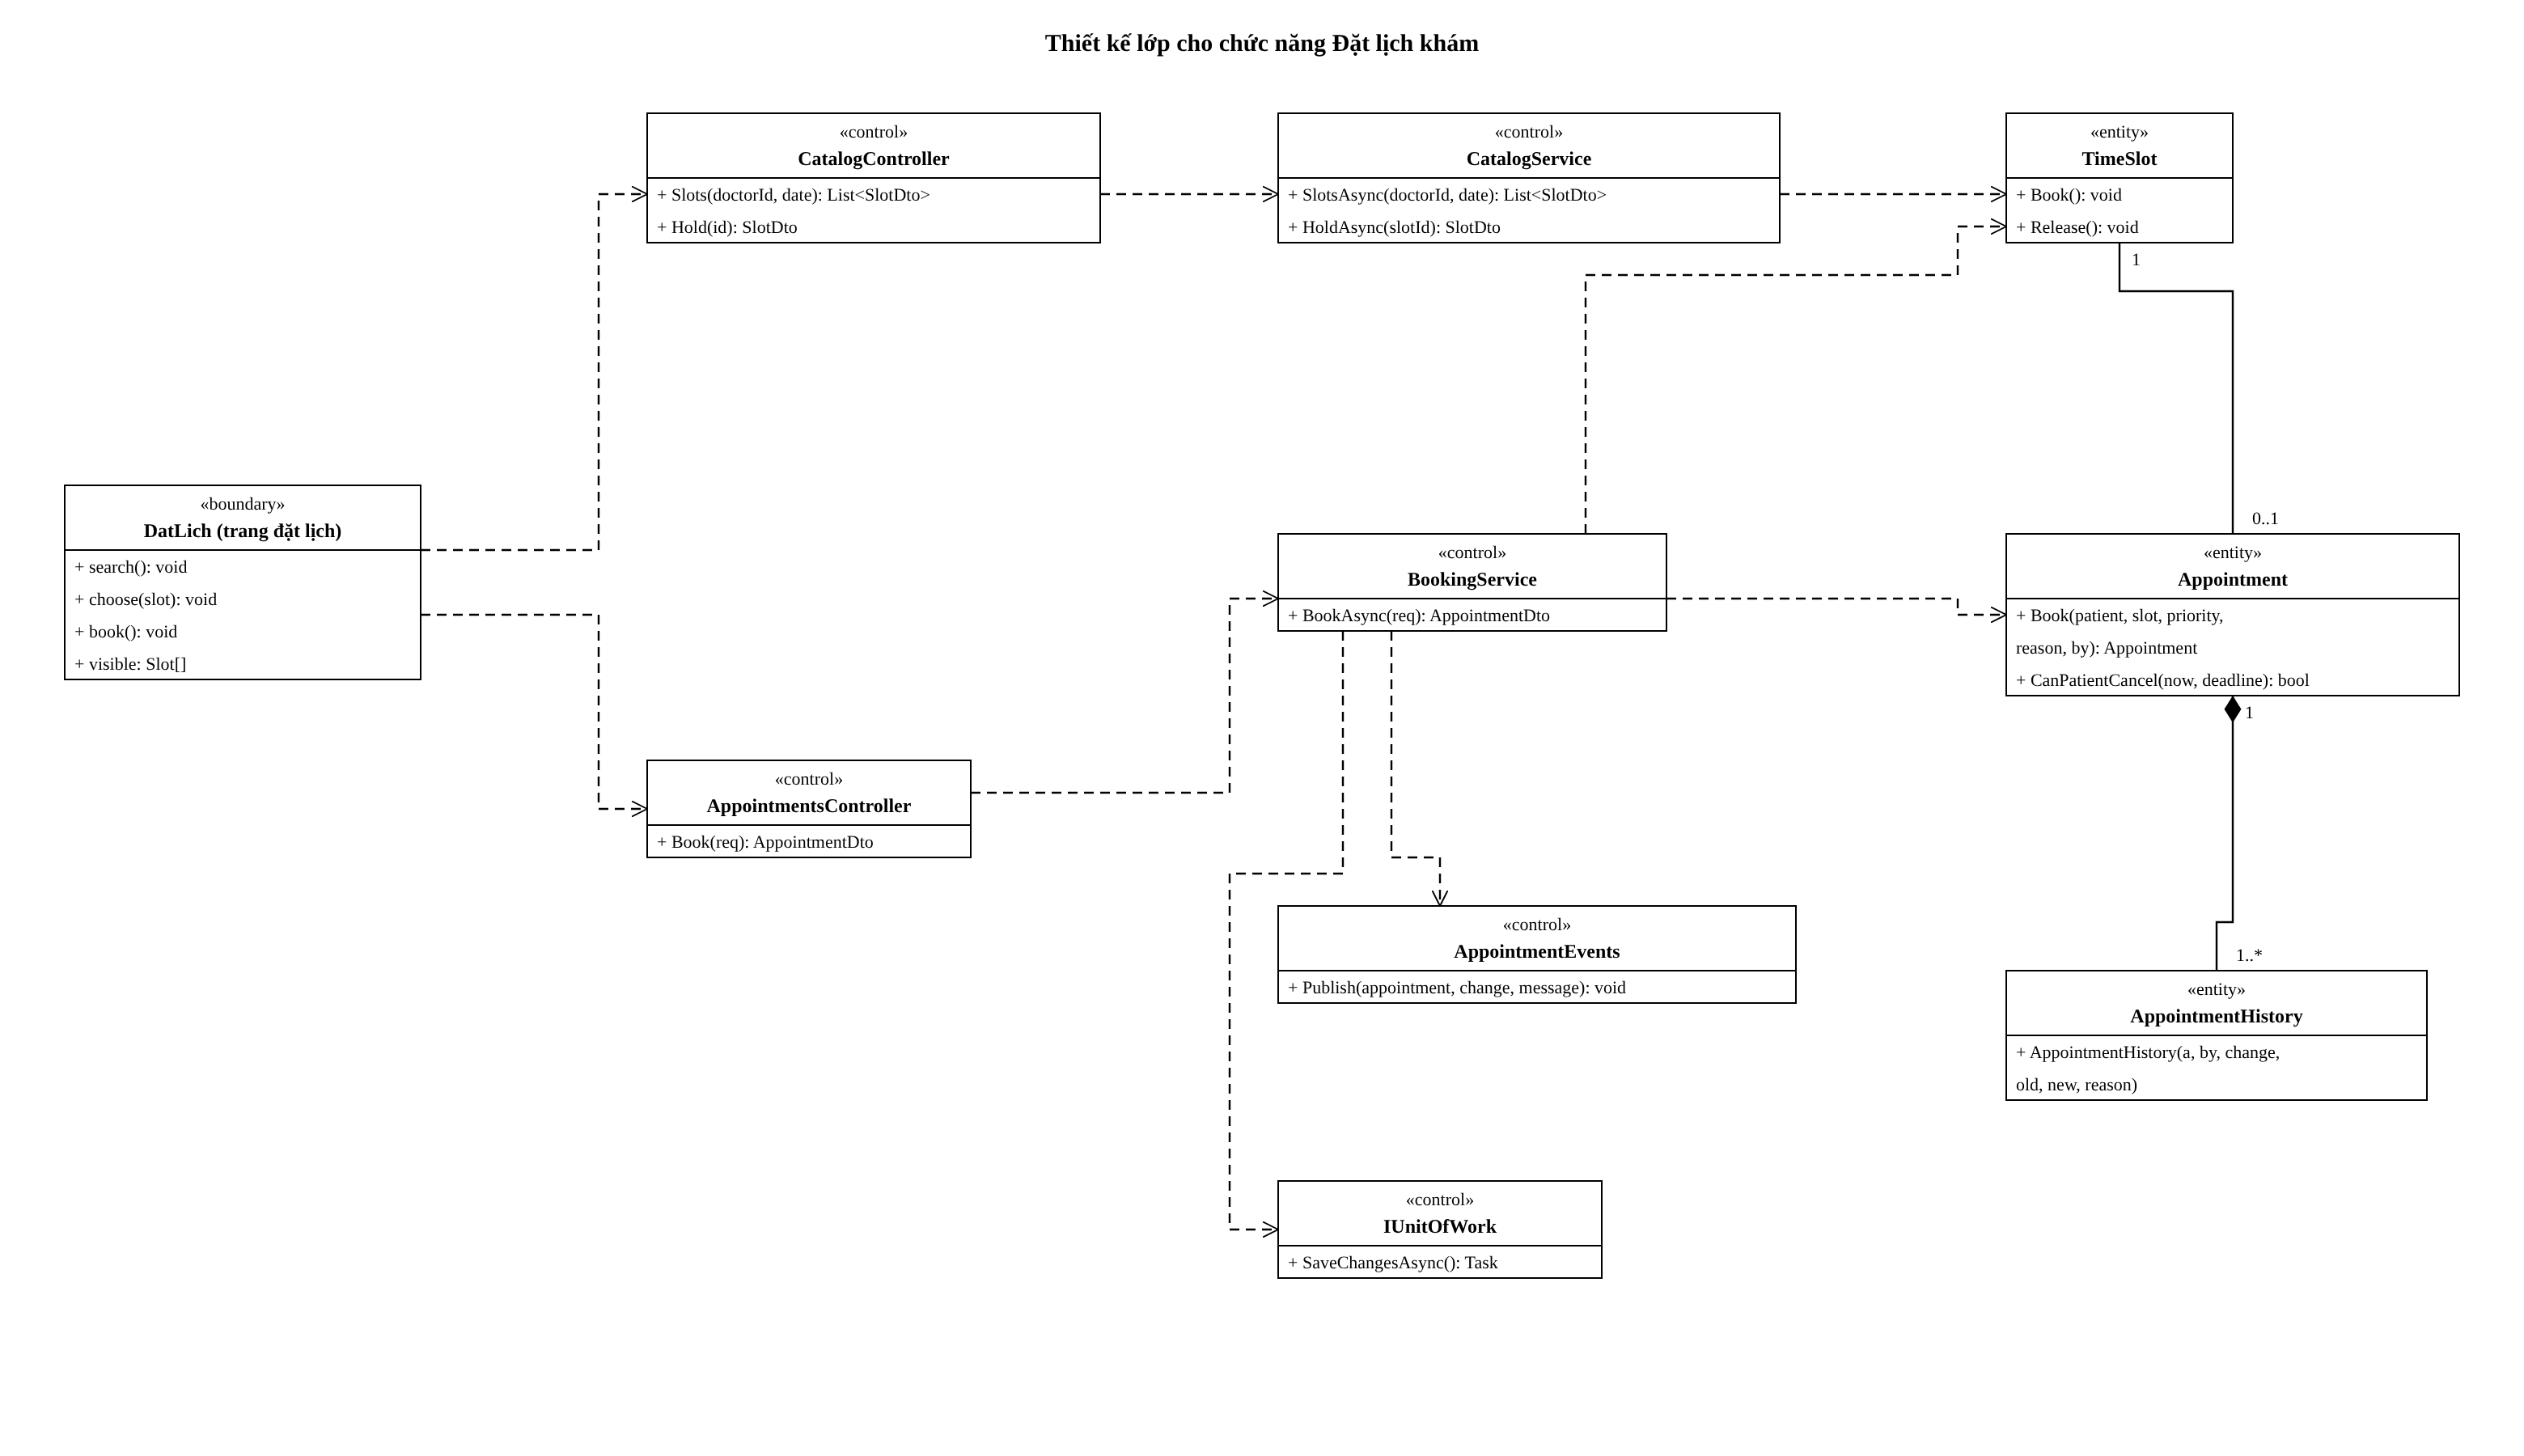 Thiết kế lớp cho chức năng Đặt lịch khám
«control»
CatalogController
+ Slots(doctorId, date): List<SlotDto>
+ Hold(id): SlotDto
«control»
CatalogService
+ SlotsAsync(doctorId, date): List<SlotDto>
+ HoldAsync(slotId): SlotDto
«entity»
TimeSlot
+ Book(): void
+ Release(): void
1
«boundary»
DatLich (trang đặt lịch)
+ search(): void
+ choose(slot): void
+ book(): void
+ visible: Slot[]
«control»
BookingService
+ BookAsync(req): AppointmentDto
0..1
«entity»
Appointment
+ Book(patient, slot, priority,
reason, by): Appointment
+ CanPatientCancel(now, deadline): bool
1
«control»
AppointmentsController
+ Book(req): AppointmentDto
«control»
AppointmentEvents
+ Publish(appointment, change, message): void
1..*
«entity»
AppointmentHistory
+ AppointmentHistory(a, by, change,
old, new, reason)
«control»
IUnitOfWork
+ SaveChangesAsync(): Task